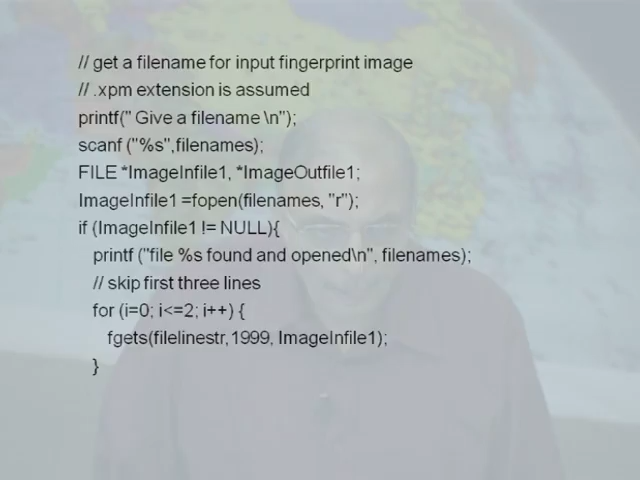 // get a filename for input fingerprint image
// .xpm extension is assumed
printf(" Give a filename \n");
scanf ("%s",filenames);
FILE *ImageInfile1, *ImageOutfile1;
ImageInfile1 =fopen(filenames, "r");
if (ImageInfile1 != NULL){
printf ("file %s found and opened\n", filenames);
// skip first three lines
for (i=0; i<=2; i++) {
fgets(filelinestr,1999, ImageInfile1);
}